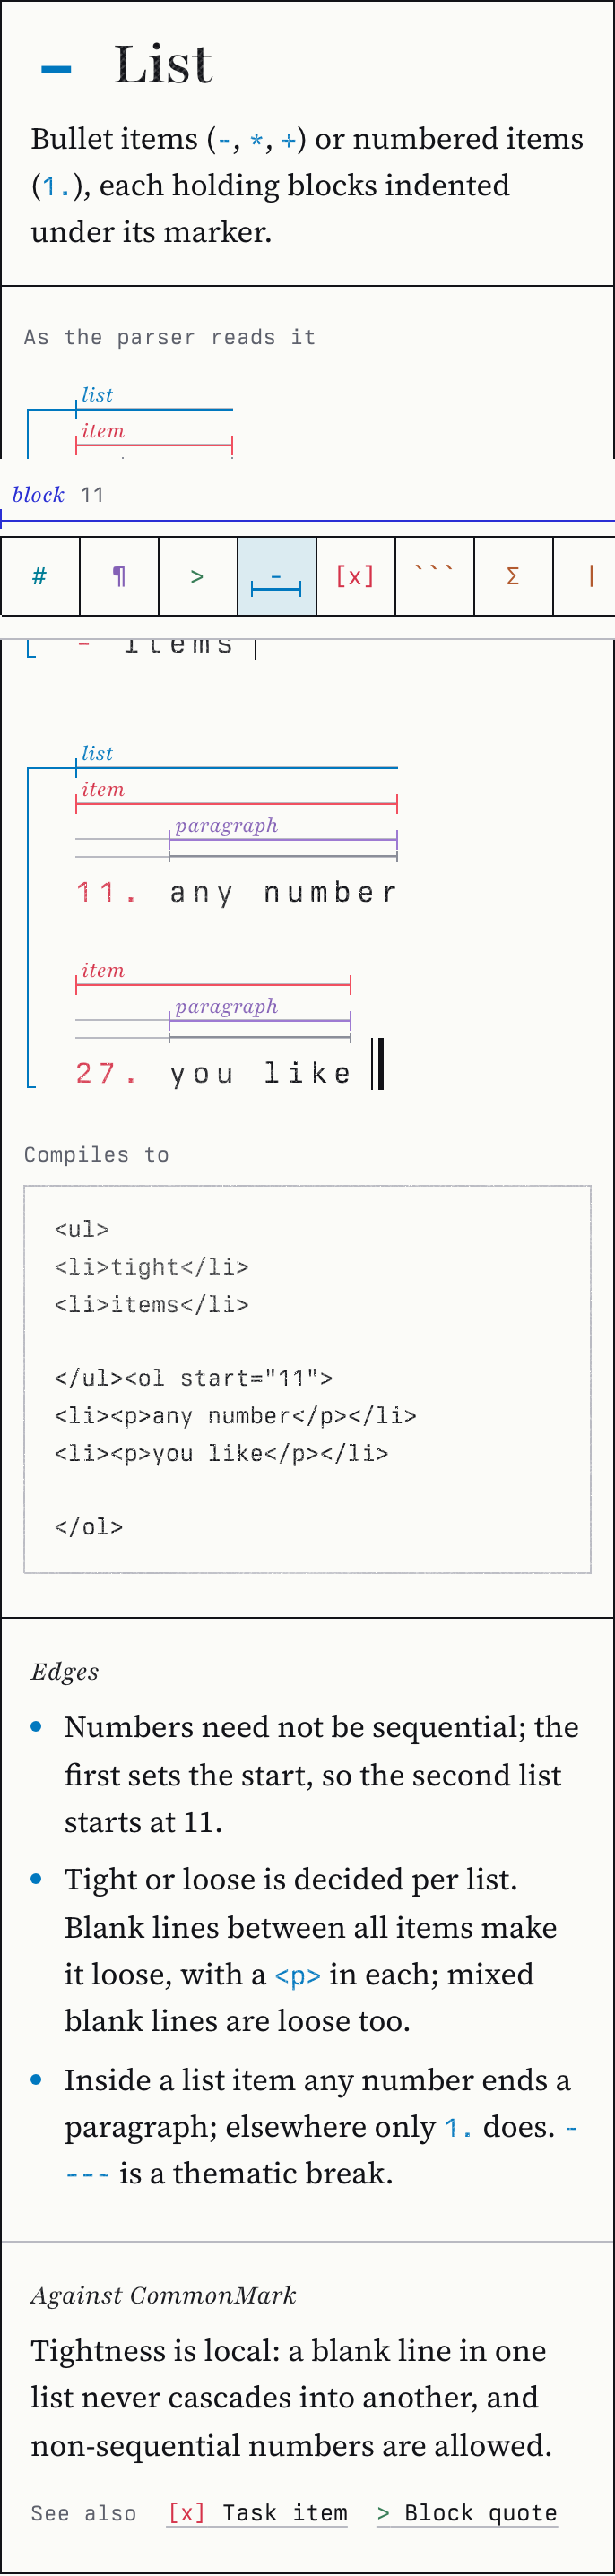 – List
Bullet items (-, *, +) or numbered items
(1.), each holding blocks indented
under its marker.
As the parser reads it
list
item
block 11
# ¶ > - [x] ``` Σ |
- items
list
item
paragraph
11. any number
item
paragraph
27. you like
Compiles to
<ul>
<li>tight</li>
<li>items</li>
</ul><ol start="11">
<li><p>any number</p></li>
<li><p>you like</p></li>
</ol>
Edges
• Numbers need not be sequential; the
first sets the start, so the second list
starts at 11.
• Tight or loose is decided per list.
Blank lines between all items make
it loose, with a <p> in each; mixed
blank lines are loose too.
• Inside a list item any number ends a
paragraph; elsewhere only 1. does. -
--- is a thematic break.
Against CommonMark
Tightness is local: a blank line in one
list never cascades into another, and
non-sequential numbers are allowed.
See also [x] Task item > Block quote